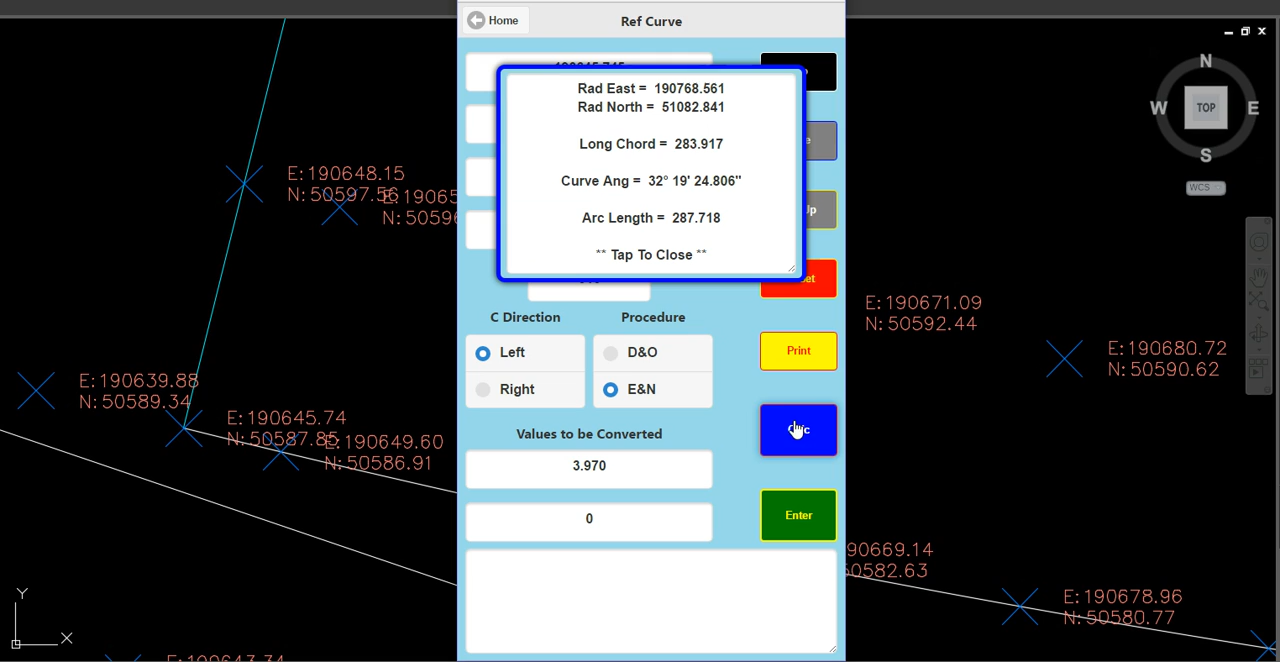 Home
Ref Curve
Rad East = 190768.561
Rad North = 51082.841
Long Chord = 283.917
Curve Ang = 32° 19' 24.806"
Arc Length = 287.718
** Tap To Close **
C Direction
Procedure
Left
Right
D&O
E&N
Print
Values to be Converted
3.970
0
Enter
E:190648.15
N:50597.56
E:190639.88
N:50589.34
E:190645.74
N:50587.85
E:190649.60
N:50586.91
E:190671.09
N:50592.44
E:190680.72
N:50590.62
E:190678.96
N:50580.77
90669.14
50582.63
N
W
TOP
E
S
WCS
Y
X